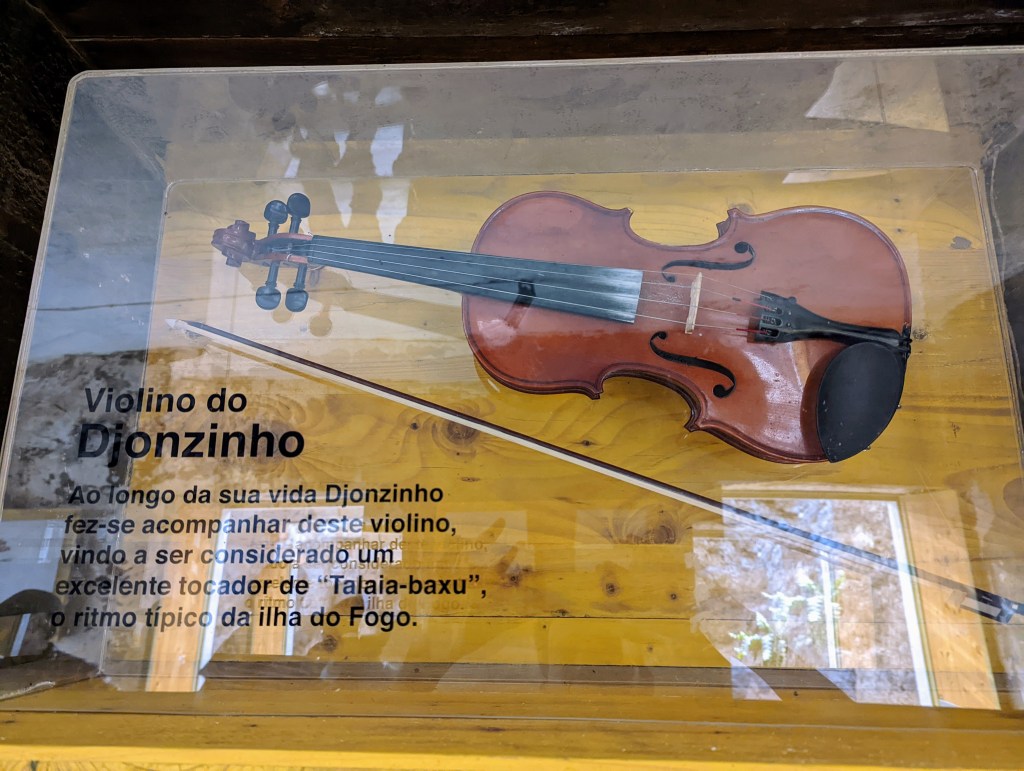 Violino do
Djonzinho
Ao longo da sua vida Djonzinho
fez-se acompanhar deste violino,
vindo a ser considerado um
excelente tocador de “Talaia-baxu”,
o ritmo típico da ilha do Fogo.